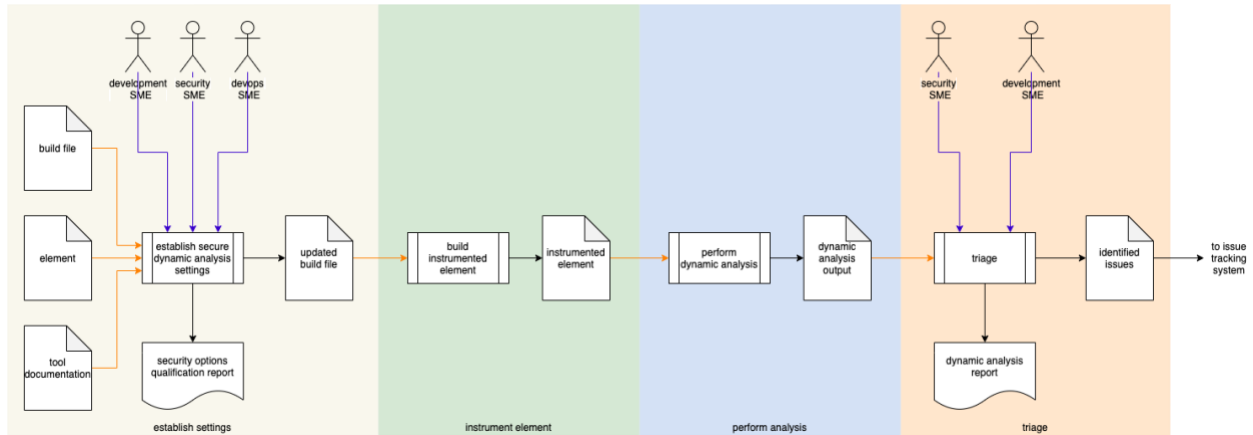 development
SME
security
SME
devops
SME
build file
element
tool
documentation
establish secure
dynamic analysis
settings
security options
qualification report
updated
build file
establish settings
build
instrumented
element
instrumented
element
instrument element
perform
dynamic analysis
dynamic
analysis
output
perform analysis
security
SME
development
SME
triage
dynamic analysis
report
identified
issues
triage
to issue
tracking
system